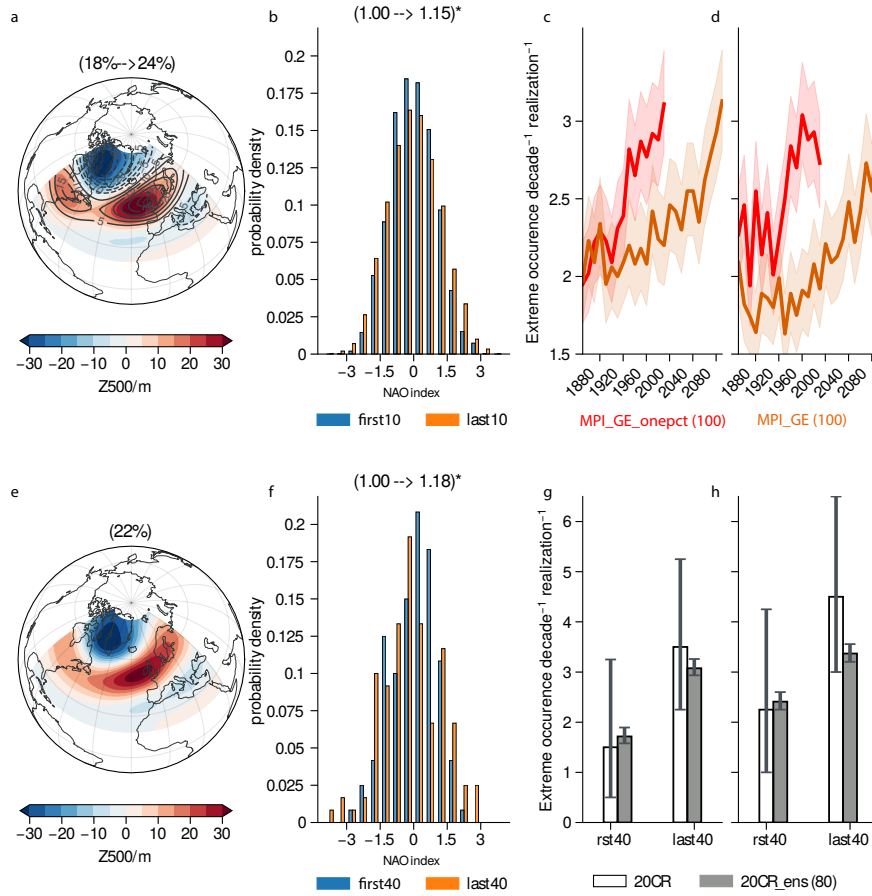 a
(18%-->24%)
5
−30 −20 −10 0 10 20 30
Z500/m
b
(1.00 --> 1.15)*
0.2
0.175
0.15
0.125
0.1
0.075
0.05
0.025
0
probability density
−3 −1.5 0 1.5 3
NAO index
first10 last10
c
d
3
2.5
2
1.5
Extreme occurence decade⁻¹ realization⁻¹
1880 1920 1960 2000 2040 2080
1880 1920 1960 2000 2040 2080
MPI_GE_onepct (100) MPI_GE (100)
e
(22%)
−30 −20 −10 0 10 20 30
Z500/m
f
(1.00 --> 1.18)*
0.2
0.175
0.15
0.125
0.1
0.075
0.05
0.025
0
probability density
−3 −1.5 0 1.5 3
NAO index
first40 last40
g
h
6
5
4
3
2
1
0
Extreme occurence decade⁻¹ realization⁻¹
rst40 last40 rst40 last40
20CR 20CR_ens (80)